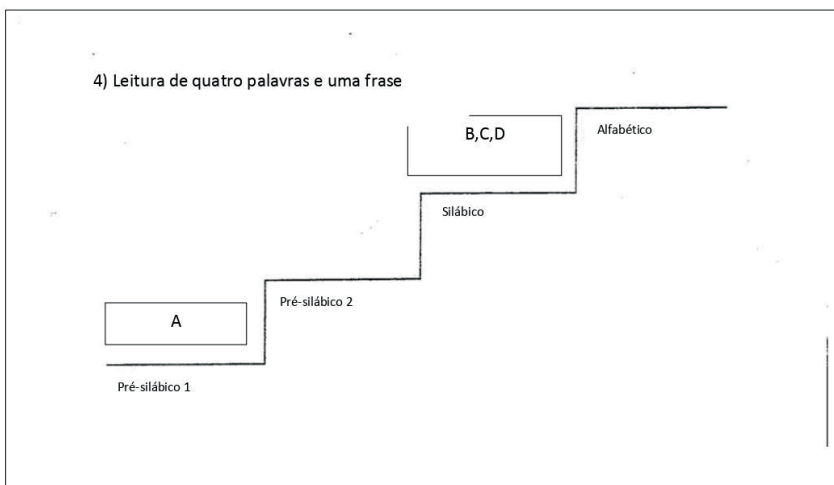 4) Leitura de quatro palavras e uma frase
B,C,D
Alfabético
Silábico
A
Pré-silábico 2
Pré-silábico 1